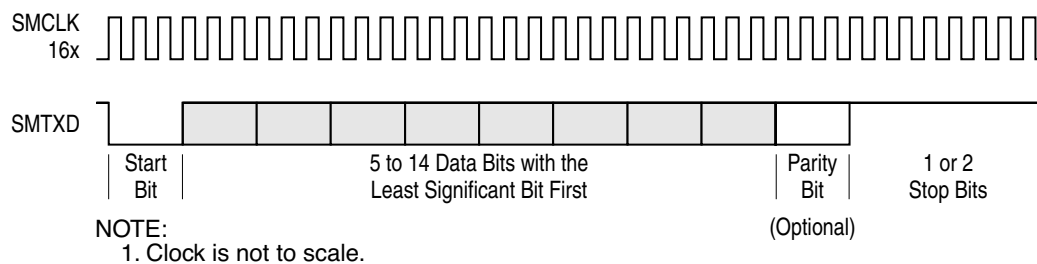 SMCLK
16x
SMTXD
Start
Bit
5 to 14 Data Bits with the
Least Significant Bit First
Parity
Bit
(Optional)
1 or 2
Stop Bits
NOTE:
1. Clock is not to scale.